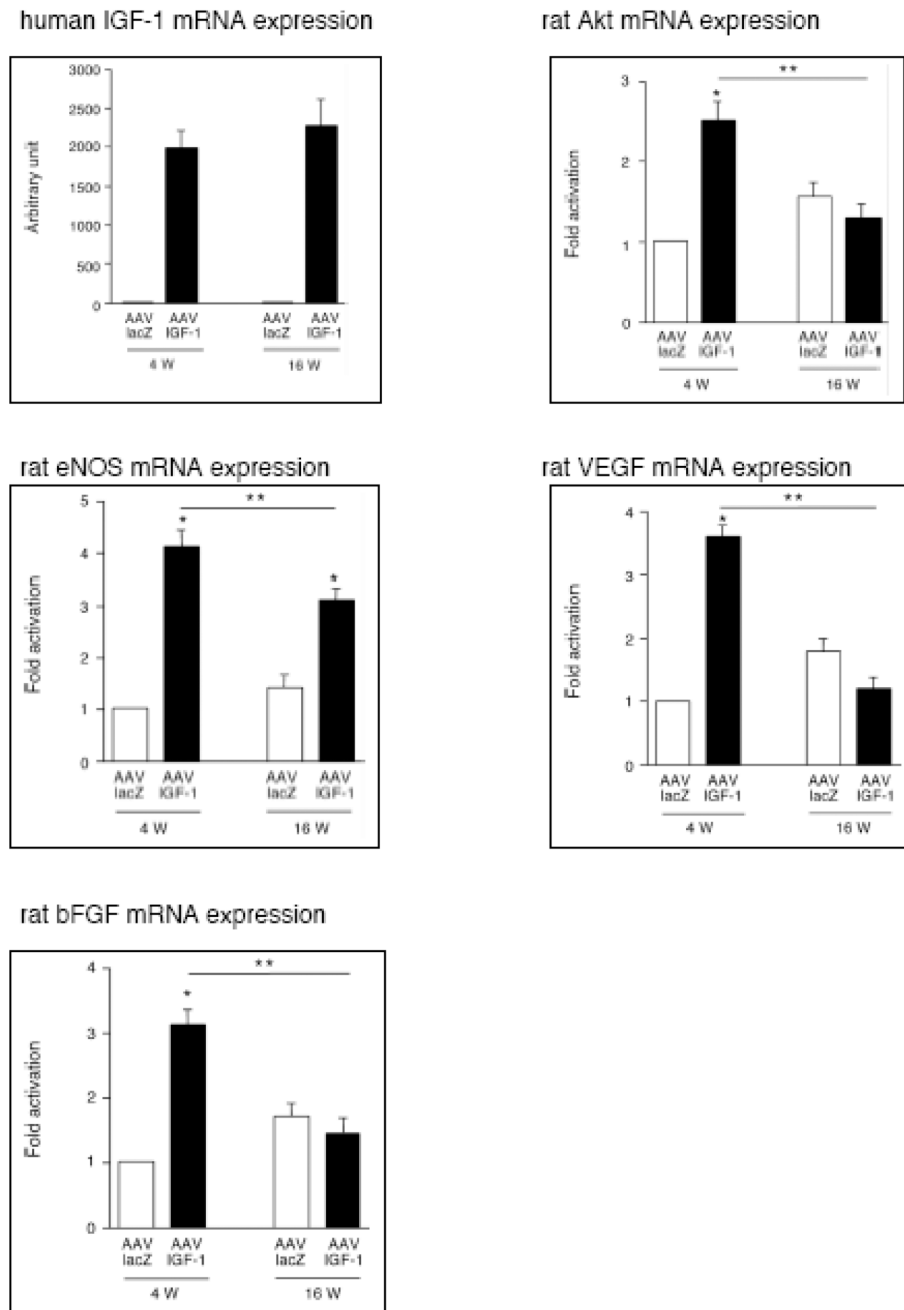 human IGF-1 mRNA expression
3000
2500
2000
1500
1000
500
0
Arbitrary unit
AAV lacZ
AAV IGF-1
AAV lacZ
AAV IGF-1
4 W
16 W
rat Akt mRNA expression
3
2
1
0
Fold activation
*
**
AAV lacZ
AAV IGF-1
AAV lacZ
AAV IGF-1
4 W
16 W
rat eNOS mRNA expression
5
4
3
2
1
0
Fold activation
*
**
*
AAV lacZ
AAV IGF-1
AAV lacZ
AAV IGF-1
4 W
16 W
rat VEGF mRNA expression
4
3
2
1
0
Fold activation
*
**
AAV lacZ
AAV IGF-1
AAV lacZ
AAV IGF-1
4 W
16 W
rat bFGF mRNA expression
4
3
2
1
0
Fold activation
*
**
AAV lacZ
AAV IGF-1
AAV lacZ
AAV IGF-1
4 W
16 W